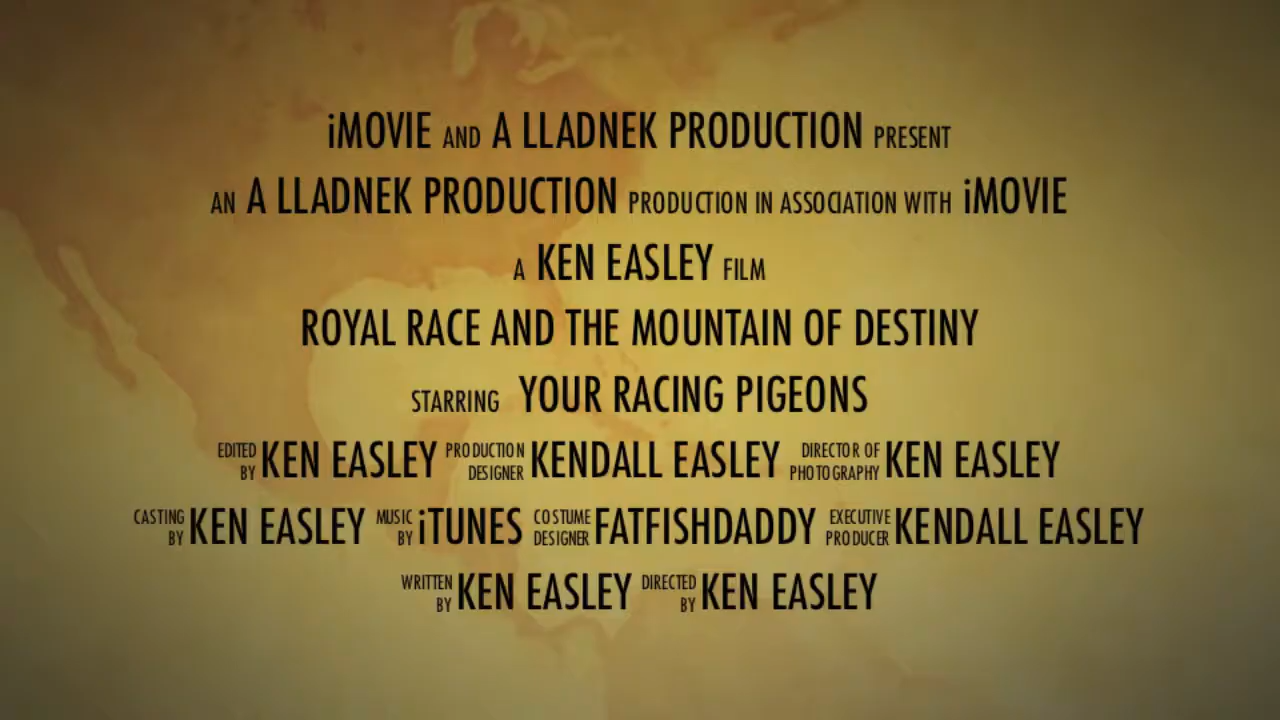 iMOVIE AND A LLADNEK PRODUCTION PRESENT
AN A LLADNEK PRODUCTION PRODUCTION IN ASSOCIATION WITH iMOVIE
A KEN EASLEY FILM
ROYAL RACE AND THE MOUNTAIN OF DESTINY
STARRING YOUR RACING PIGEONS
EDITED BY KEN EASLEY PRODUCTION DESIGNER KENDALL EASLEY DIRECTOR OF PHOTOGRAPHY KEN EASLEY
CASTING BY KEN EASLEY MUSIC BY iTUNES COSTUME DESIGNER FATFISHDADDY EXECUTIVE PRODUCER KENDALL EASLEY
WRITTEN BY KEN EASLEY DIRECTED BY KEN EASLEY